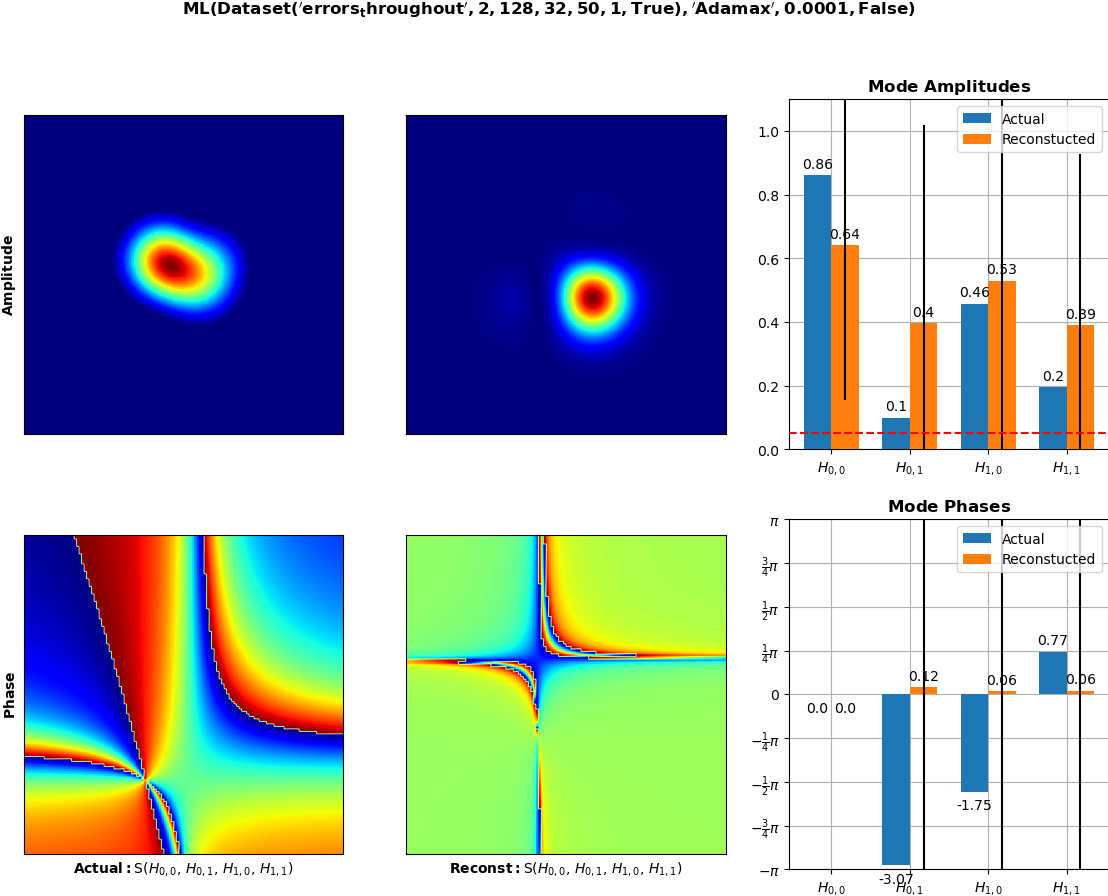 ML(Dataset('errors_throughout', 2, 128, 32, 50, 1, True), 'Adamax', 0.0001, False)
Amplitude
Mode Amplitudes
Actual
Reconstucted
1.0
0.8
0.6
0.4
0.2
0.0
0.86
0.64
0.1
0.4
0.46
0.53
0.2
0.39
H0,0
H0,1
H1,0
H1,1
Phase
Actual: S(H0,0, H0,1, H1,0, H1,1)
Reconst: S(H0,0, H0,1, H1,0, H1,1)
Mode Phases
Actual
Reconstucted
π
3/4π
1/2π
1/4π
0
−1/4π
−1/2π
−3/4π
−π
0.0
0.0
-3.07
0.12
-1.75
0.06
0.77
0.06
H0,0
H0,1
H1,0
H1,1